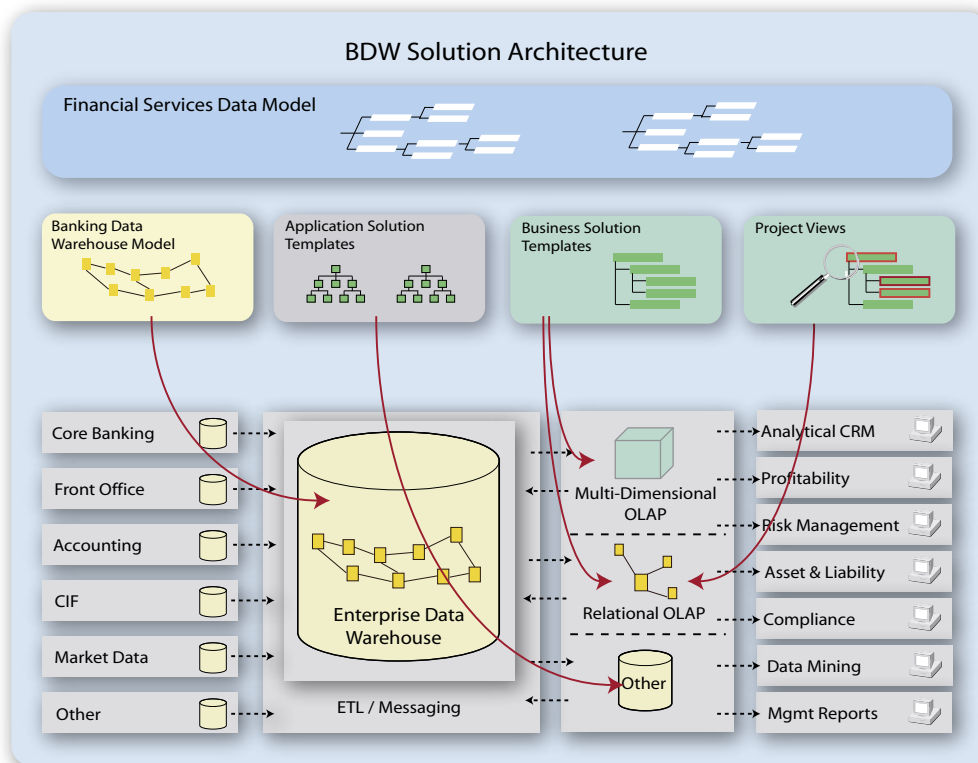 BDW Solution Architecture
Financial Services Data Model
Banking Data
Warehouse Model
Application Solution
Templates
Business Solution
Templates
Project Views
Core Banking
Front Office
Accounting
CIF
Market Data
Other
Enterprise Data
Warehouse
ETL / Messaging
Multi-Dimensional
OLAP
Relational OLAP
Other
Analytical CRM
Profitability
Risk Management
Asset & Liability
Compliance
Data Mining
Mgmt Reports